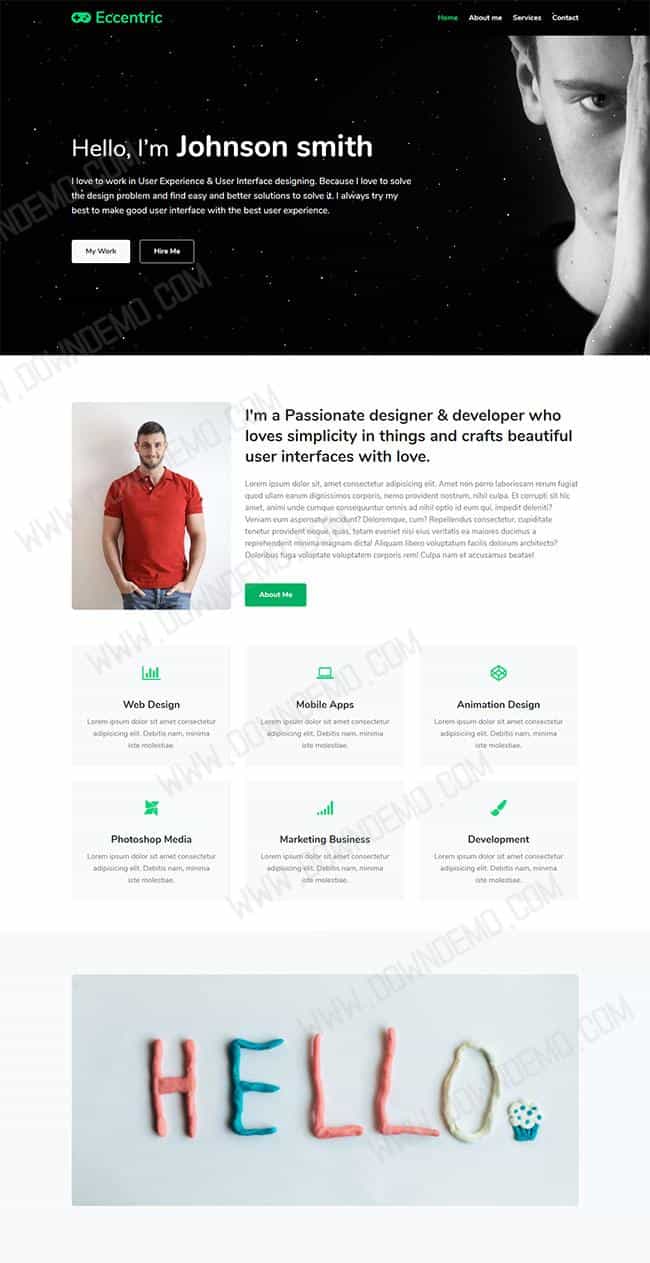 Eccentric
Home About me Services Contact
Hello, I'm Johnson smith
I love to work in User Experience & User Interface designing. Because I love to solve
the design problem and find easy and better solutions to solve it. I always try my
best to make good user interface with the best user experience.
My Work Hire Me
I'm a Passionate designer & developer who
loves simplicity in things and crafts beautiful
user interfaces with love.
Lorem ipsum dolor sit, amet consectetur adipisicing elit. Amet non porro laboriosam rerum fugiat
quod ullam earum dignissimos corporis, nemo provident nostrum, nihil culpa. Et corrupti sit hic
amet, animi unde cumque consequuntur omnis ad nihil optio id eum qui, impedit deleniti?
Veniam eum aspernatur incidunt? Doloremque, cum? Repellendus consectetur, cupiditate
tenetur provident neque, quas, totam eveniet nisi eius veritatis ea maiores ducimus a
reprehenderit minima magnam dicta! Aliquam libero voluptatum facilis dolorum architecto?
Doloribus fuga voluptate voluptatem corporis rem! Culpa nam et accusamus beatae!
About Me
Web Design
Lorem ipsum dolor sit amet consectetur
adipisicing elit. Debitis nam, minima
iste molestiae.
Mobile Apps
Lorem ipsum dolor sit amet consectetur
adipisicing elit. Debitis nam, minima
iste molestiae.
Animation Design
Lorem ipsum dolor sit amet consectetur
adipisicing elit. Debitis nam, minima
iste molestiae.
Photoshop Media
Lorem ipsum dolor sit amet consectetur
adipisicing elit. Debitis nam, minima
iste molestiae.
Marketing Business
Lorem ipsum dolor sit amet consectetur
adipisicing elit. Debitis nam, minima
iste molestiae.
Development
Lorem ipsum dolor sit amet consectetur
adipisicing elit. Debitis nam, minima
iste molestiae.
HELLO.
WWW.DOWNDEMO.COM